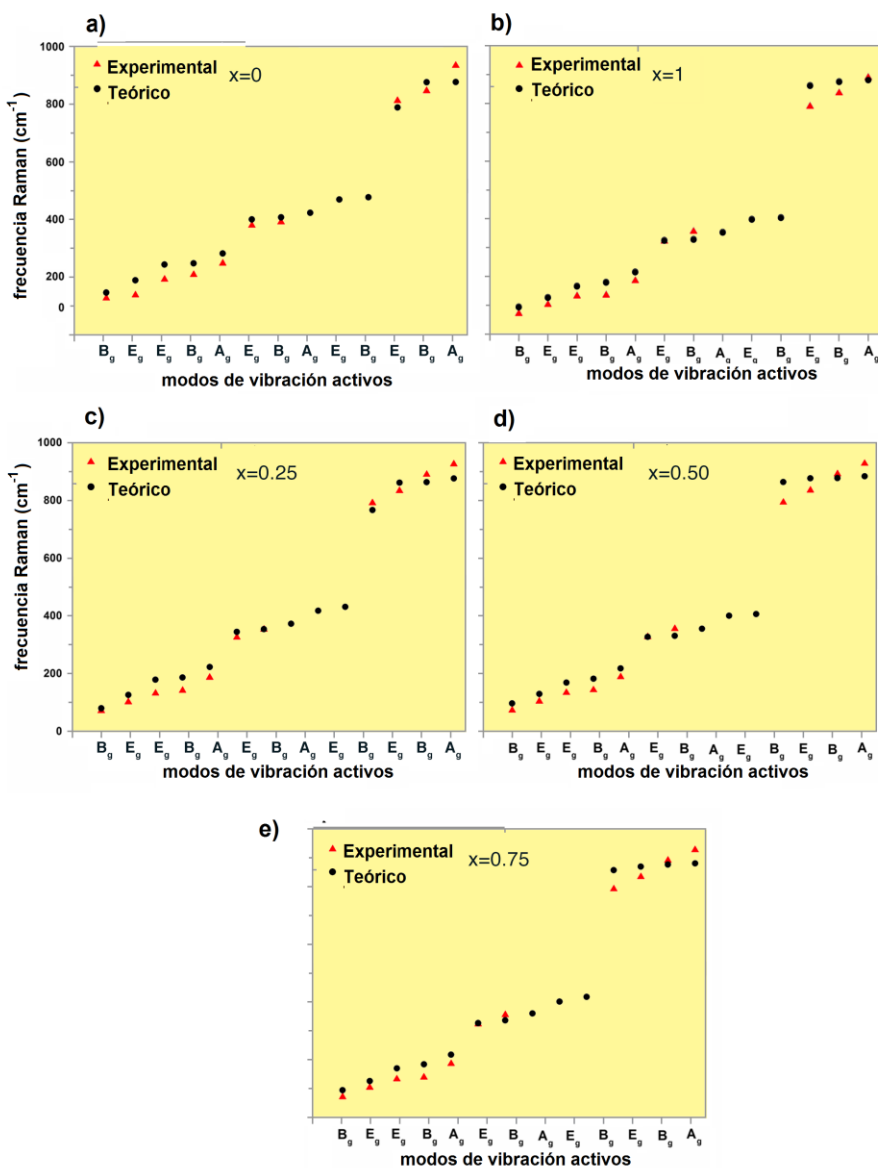 a)
Experimental
x=0
Teórico
1000
800
600
400
200
0
frecuencia Raman (cm-1)
Bg Eg Eg Bg Ag Eg Bg Ag Eg Bg Eg Bg Ag
modos de vibración activos
b)
Experimental
x=1
Teórico
Bg Eg Eg Bg Ag Eg Bg Ag Eg Bg Eg Bg Ag
modos de vibración activos
c)
Experimental
x=0.25
Teórico
1000
800
600
400
200
0
frecuencia Raman (cm-1)
Bg Eg Eg Bg Ag Eg Bg Ag Eg Bg Eg Bg Ag
modos de vibración activos
d)
Experimental
x=0.50
Teórico
Bg Eg Eg Bg Ag Eg Bg Ag Eg Bg Eg Bg Ag
modos de vibración activos
e)
Experimental
x=0.75
Teórico
Bg Eg Eg Bg Ag Eg Bg Ag Eg Bg Eg Bg Ag
modos de vibración activos